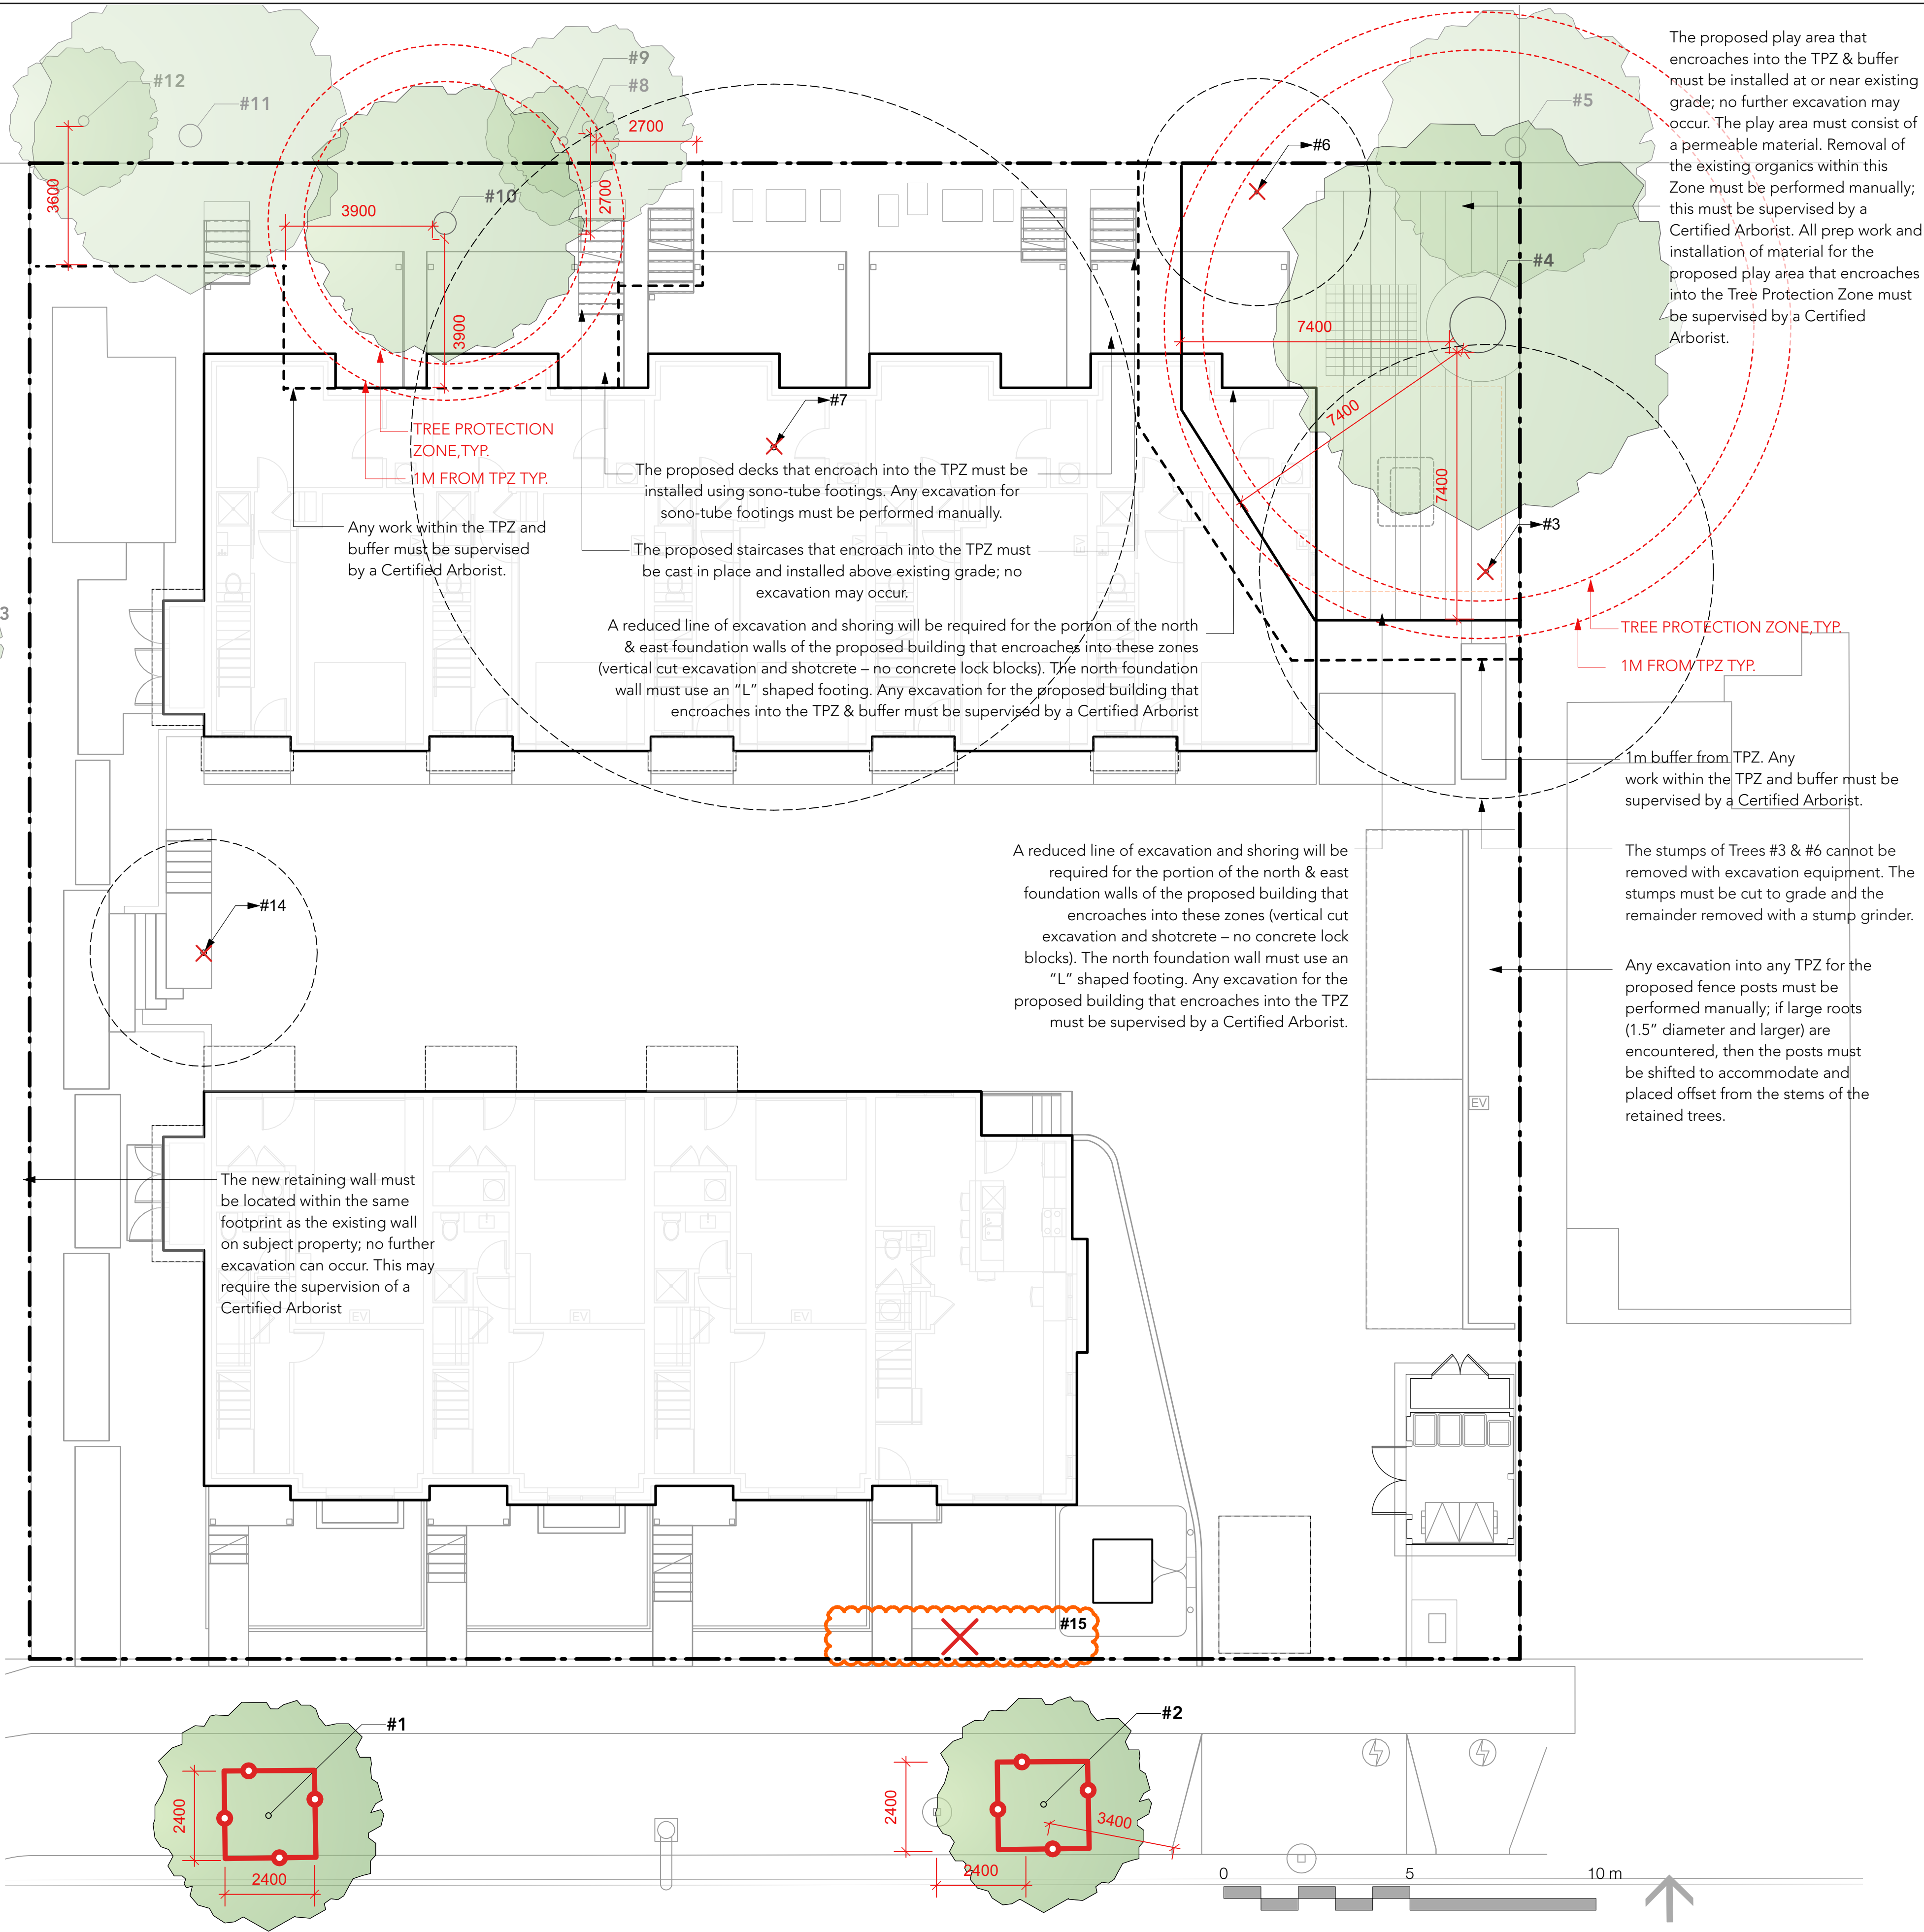 #12
#11
#9
#8
2700
3600
#10
3900
2700
3900
#6
#5
#4
7400
7400
7400
#3
#7
The proposed play area that
encroaches into the TPZ & buffer
must be installed at or near existing
grade; no further excavation may
occur. The play area must consist of
a permeable material. Removal of
the existing organics within this
Zone must be performed manually;
this must be supervised by a
Certified Arborist. All prep work and
installation of material for the
proposed play area that encroaches
into the Tree Protection Zone must
be supervised by a Certified
Arborist.
TREE PROTECTION
ZONE,TYP.
1M FROM TPZ TYP.
Any work within the TPZ and
buffer must be supervised
by a Certified Arborist.
The proposed decks that encroach into the TPZ must be
installed using sono-tube footings. Any excavation for
sono-tube footings must be performed manually.
The proposed staircases that encroach into the TPZ must
be cast in place and installed above existing grade; no
excavation may occur.
A reduced line of excavation and shoring will be required for the portion of the north
& east foundation walls of the proposed building that encroaches into these zones
(vertical cut excavation and shotcrete – no concrete lock blocks). The north foundation
wall must use an “L” shaped footing. Any excavation for the proposed building that
encroaches into the TPZ & buffer must be supervised by a Certified Arborist
3
TREE PROTECTION ZONE,TYP.
1M FROM TPZ TYP.
1m buffer from TPZ. Any
work within the TPZ and buffer must be
supervised by a Certified Arborist.
The stumps of Trees #3 & #6 cannot be
removed with excavation equipment. The
stumps must be cut to grade and the
remainder removed with a stump grinder.
Any excavation into any TPZ for the
proposed fence posts must be
performed manually; if large roots
(1.5” diameter and larger) are
encountered, then the posts must
be shifted to accommodate and
placed offset from the stems of the
retained trees.
A reduced line of excavation and shoring will be
required for the portion of the north & east
foundation walls of the proposed building that
encroaches into these zones (vertical cut
excavation and shotcrete – no concrete lock
blocks). The north foundation wall must use an
“L” shaped footing. Any excavation for the
proposed building that encroaches into the TPZ
must be supervised by a Certified Arborist.
#14
EV
The new retaining wall must
be located within the same
footprint as the existing wall
on subject property; no further
excavation can occur. This may
require the supervision of a
Certified Arborist
EV
EV
EV
#15
#1
#2
2400
2400
2400
2400
3400
0
5
10 m